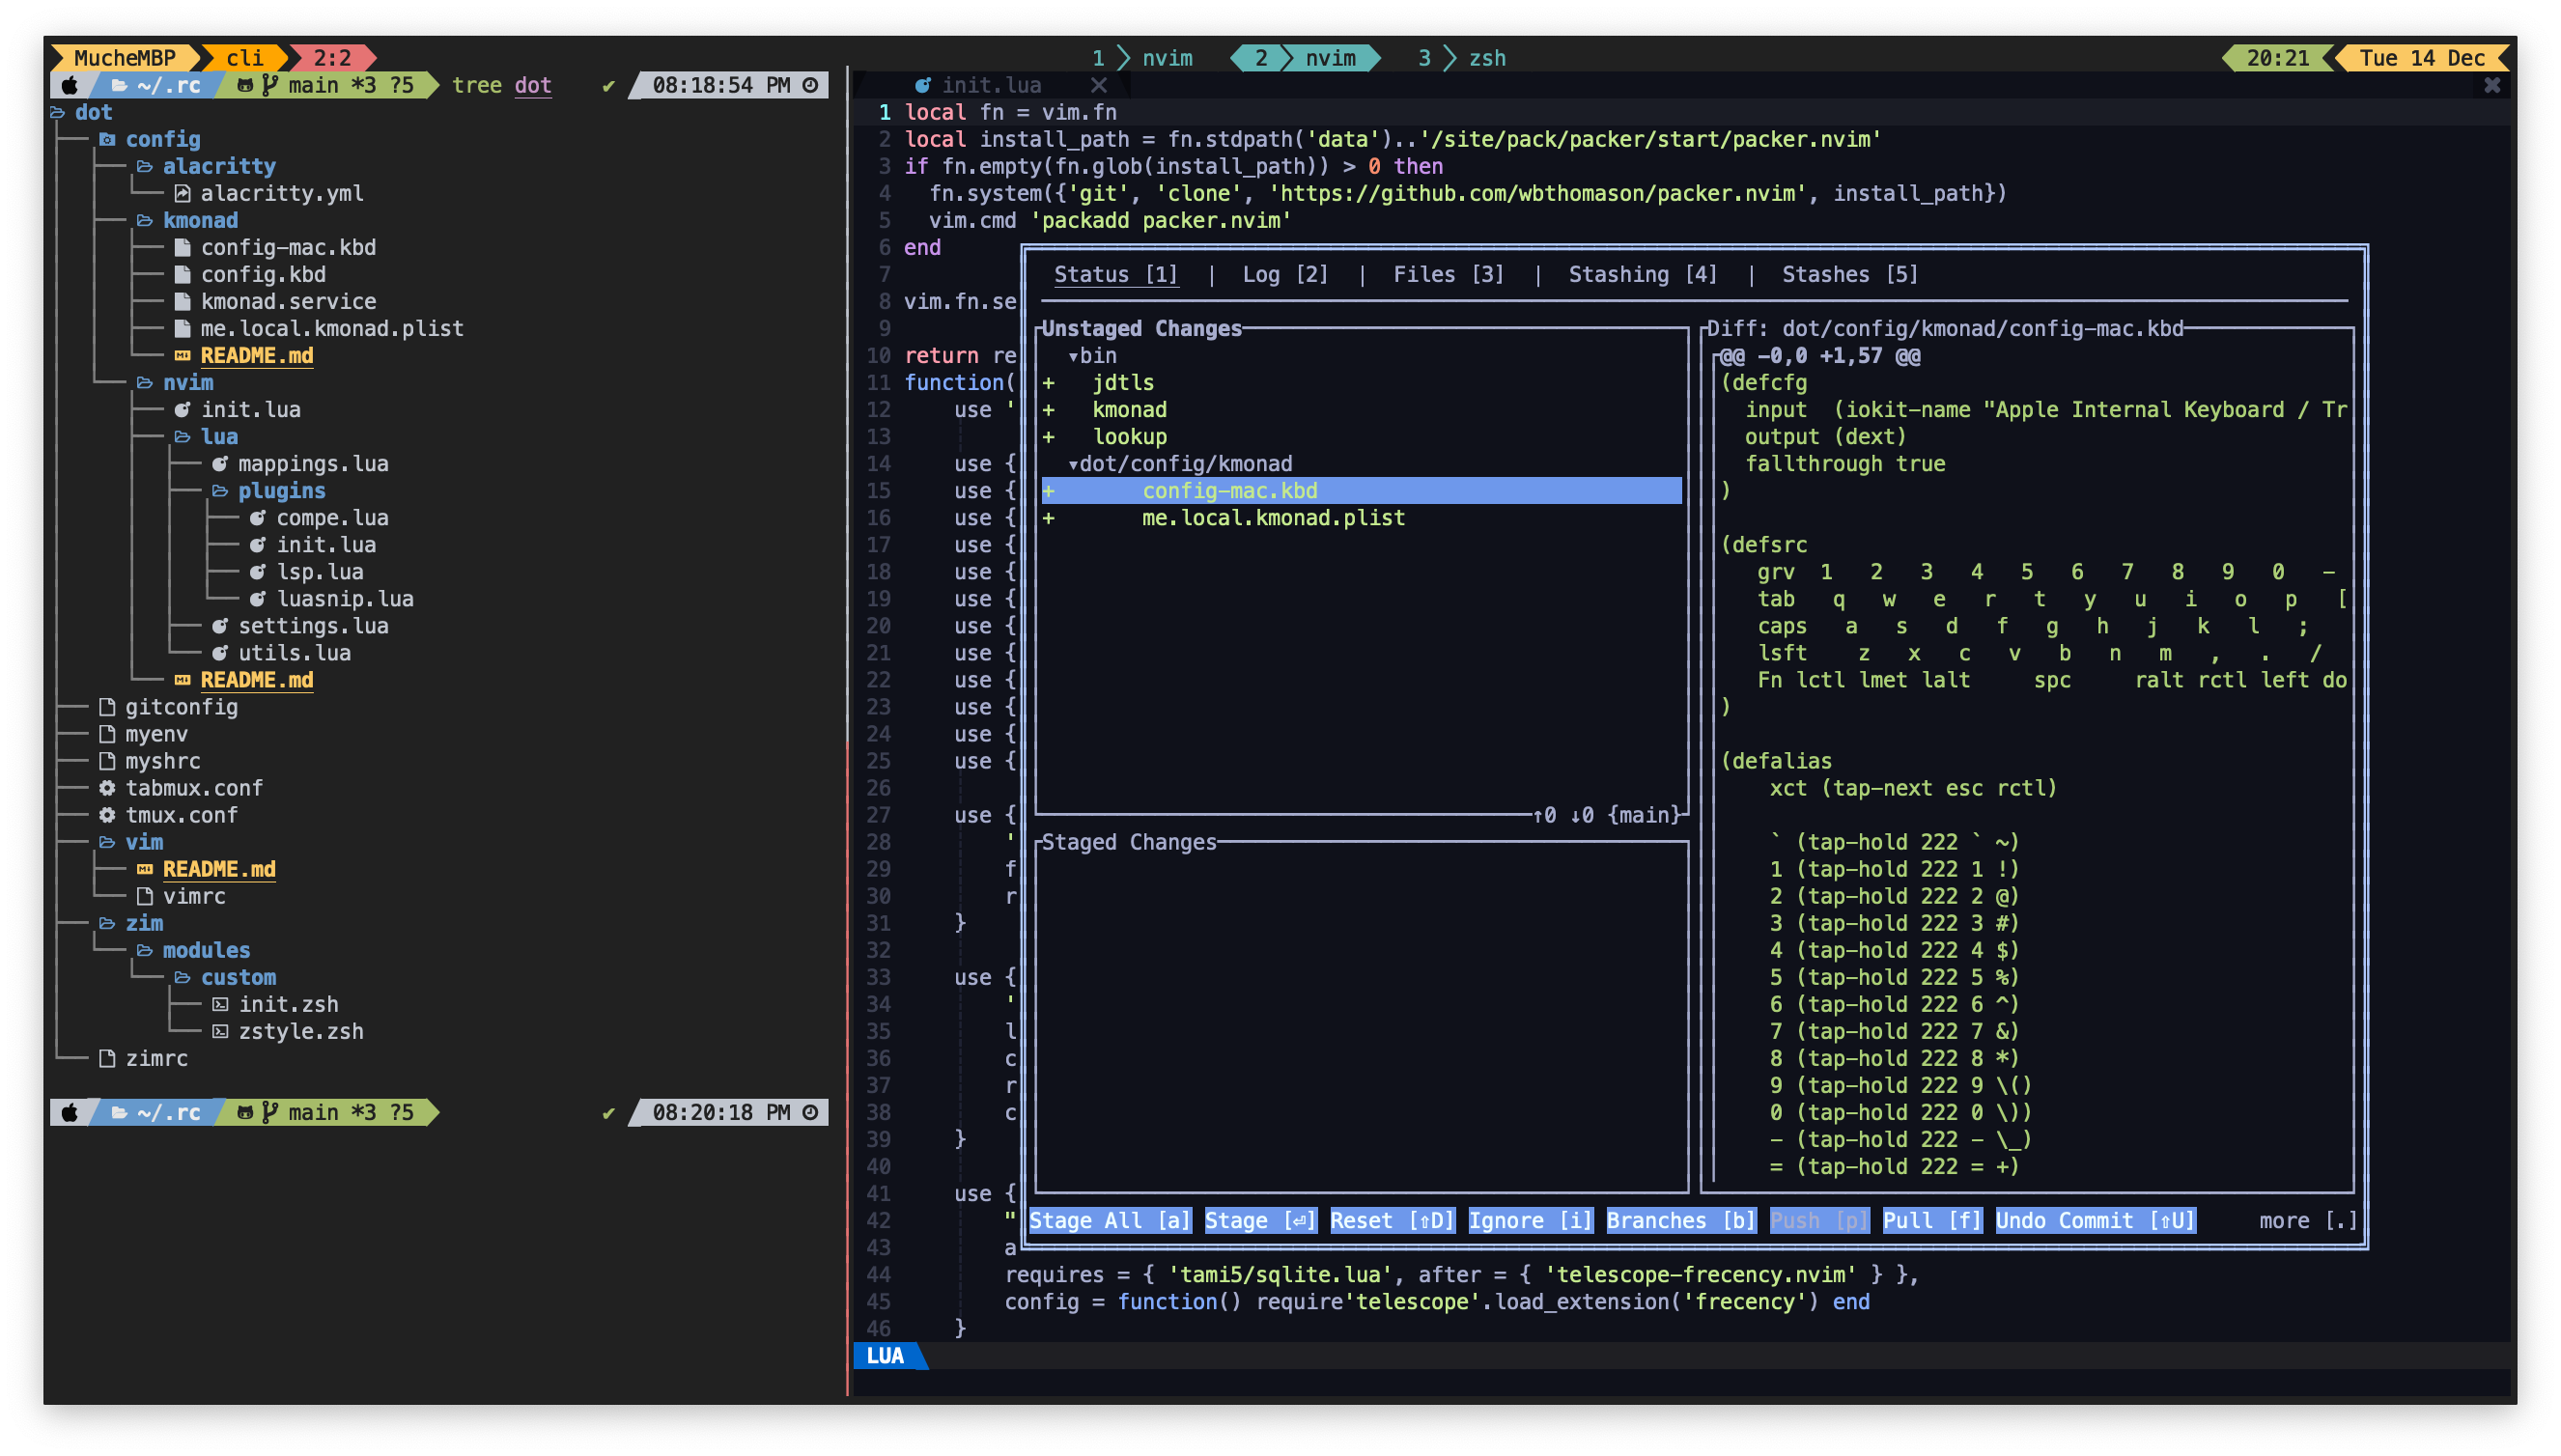 MucheMBP cli 2:2 1 nvim 2 nvim 3 zsh 20:21 Tue 14 Dec
~/.rc main *3 ?5 tree dot ✔ 08:18:54 PM
dot
config
alacritty
alacritty.yml
kmonad
config-mac.kbd
config.kbd
kmonad.service
me.local.kmonad.plist
README.md
nvim
init.lua
lua
mappings.lua
plugins
compe.lua
init.lua
lsp.lua
luasnip.lua
settings.lua
utils.lua
README.md
gitconfig
myenv
myshrc
tabmux.conf
tmux.conf
vim
README.md
vimrc
zim
modules
custom
init.zsh
zstyle.zsh
zimrc
~/.rc main *3 ?5 ✔ 08:20:18 PM
init.lua
1 local fn = vim.fn
2 local install_path = fn.stdpath('data')..'/site/pack/packer/start/packer.nvim'
3 if fn.empty(fn.glob(install_path)) > 0 then
4 fn.system({'git', 'clone', 'https://github.com/wbthomason/packer.nvim', install_path})
5 vim.cmd 'packadd packer.nvim'
6 end
7
8 vim.fn.se
9
10 return re
11 function(
12 use '
13
14 use {
15 use {
16 use {
17 use {
18 use {
19 use {
20 use {
21 use {
22 use {
23 use {
24 use {
25 use {
26
27 use {
28 '
29 f
30 r
31 }
32
33 use {
34 '
35 l
36 c
37 r
38 c
39 }
40
41 use {
42 "
43 a
44 requires = { 'tami5/sqlite.lua', after = { 'telescope-frecency.nvim' } },
45 config = function() require'telescope'.load_extension('frecency') end
46 }
LUA
Status [1] | Log [2] | Files [3] | Stashing [4] | Stashes [5]
Unstaged Changes
▾bin
+ jdtls
+ kmonad
+ lookup
▾dot/config/kmonad
+ config-mac.kbd
+ me.local.kmonad.plist
↑0 ↓0 {main}
Staged Changes
Diff: dot/config/kmonad/config-mac.kbd
@@ -0,0 +1,57 @@
(defcfg
input (iokit-name "Apple Internal Keyboard / Tr
output (dext)
fallthrough true
)
(defsrc
grv 1 2 3 4 5 6 7 8 9 0 -
tab q w e r t y u i o p [
caps a s d f g h j k l ;
lsft z x c v b n m , . /
Fn lctl lmet lalt spc ralt rctl left do
)
(defalias
xct (tap-next esc rctl)
` (tap-hold 222 ` ~)
1 (tap-hold 222 1 !)
2 (tap-hold 222 2 @)
3 (tap-hold 222 3 #)
4 (tap-hold 222 4 $)
5 (tap-hold 222 5 %)
6 (tap-hold 222 6 ^)
7 (tap-hold 222 7 &)
8 (tap-hold 222 8 *)
9 (tap-hold 222 9 \()
0 (tap-hold 222 0 \))
- (tap-hold 222 - \_)
= (tap-hold 222 = +)
Stage All [a] Stage [⏎] Reset [⇧D] Ignore [i] Branches [b] Push [p] Pull [f] Undo Commit [⇧U] more [.]